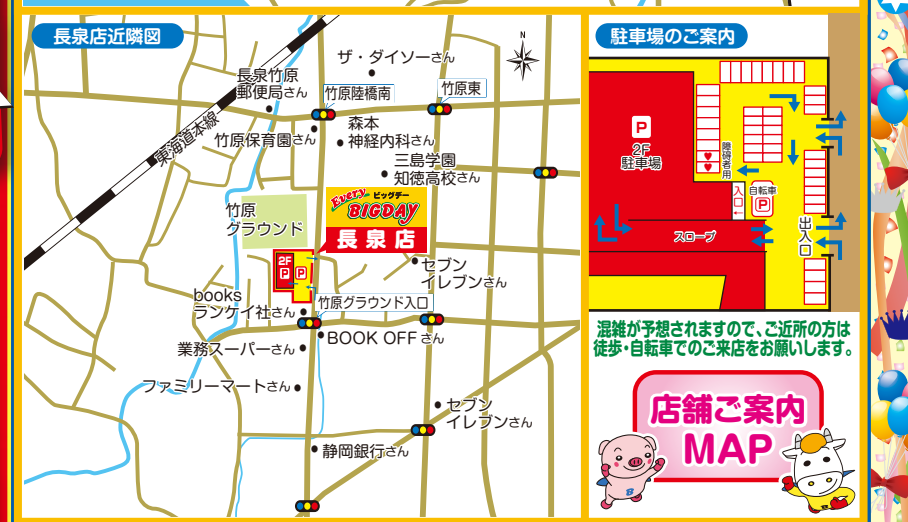 長泉店近隣図
N
ザ・ダイソーさん
長泉竹原
郵便局さん
竹原陸橋南
竹原東
東海道本線
竹原保育園さん
森本
神経内科さん
三島学園
知徳高校さん
竹原
グラウンド
Every ビッグデー
BIGDAY
長泉店
2F
P
P
セブン
イレブンさん
books
ランケイ社さん
竹原グラウンド入口
BOOK OFFさん
業務スーパーさん
ファミリーマートさん
セブン
イレブンさん
静岡銀行さん
駐車場のご案内
P
2F
駐車場
障碍者用
入口
自転車
P
スロープ
出入口
混雑が予想されますので、ご近所の方は
徒歩・自転車でのご来店をお願いします。
店舗ご案内
MAP
B